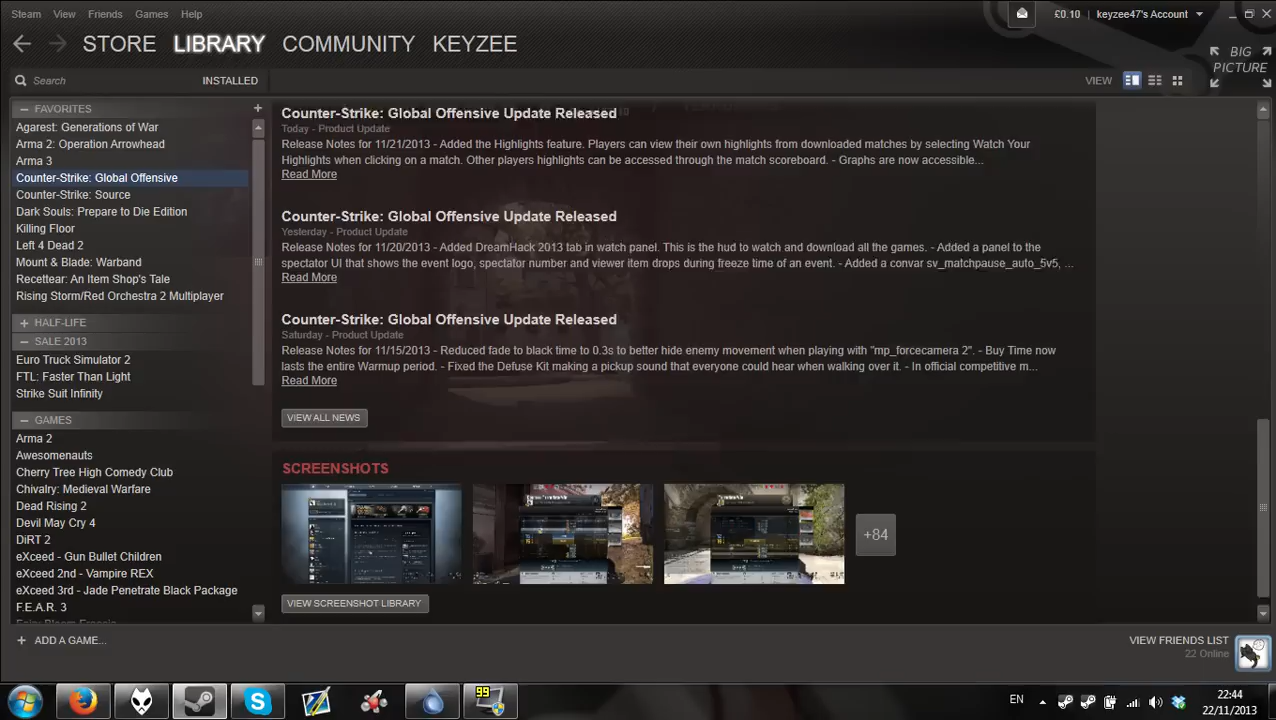 Steam View Friends Games Help
£0.10 keyzee47's Account
STORE LIBRARY COMMUNITY KEYZEE
BIG PICTURE
Search INSTALLED
VIEW
FAVORITES
Agarest: Generations of War
Arma 2: Operation Arrowhead
Arma 3
Counter-Strike: Global Offensive
Counter-Strike: Source
Dark Souls: Prepare to Die Edition
Killing Floor
Left 4 Dead 2
Mount & Blade: Warband
Recettear: An Item Shop's Tale
Rising Storm/Red Orchestra 2 Multiplayer
HALF-LIFE
SALE 2013
Euro Truck Simulator 2
FTL: Faster Than Light
Strike Suit Infinity
GAMES
Arma 2
Awesomenauts
Cherry Tree High Comedy Club
Chivalry: Medieval Warfare
Dead Rising 2
Devil May Cry 4
DiRT 2
eXceed - Gun Bullet Children
eXceed 2nd - Vampire REX
eXceed 3rd - Jade Penetrate Black Package
F.E.A.R. 3
Counter-Strike: Global Offensive Update Released
Today - Product Update
Release Notes for 11/21/2013 - Added the Highlights feature. Players can view their own highlights from downloaded matches by selecting Watch Your
Highlights when clicking on a match. Other players highlights can be accessed through the match scoreboard. - Graphs are now accessible...
Read More
Counter-Strike: Global Offensive Update Released
Yesterday - Product Update
Release Notes for 11/20/2013 - Added DreamHack 2013 tab in watch panel. This is the hud to watch and download all the games. - Added a panel to the
spectator UI that shows the event logo, spectator number and viewer item drops during freeze time of an event. - Added a convar sv_matchpause_auto_5v5, ...
Read More
Counter-Strike: Global Offensive Update Released
Saturday - Product Update
Release Notes for 11/15/2013 - Reduced fade to black time to 0.3s to better hide enemy movement when playing with "mp_forcecamera 2". - Buy Time now
lasts the entire Warmup period. - Fixed the Defuse Kit making a pickup sound that everyone could hear when walking over it. - In official competitive m...
Read More
VIEW ALL NEWS
SCREENSHOTS
+84
VIEW SCREENSHOT LIBRARY
ADD A GAME...
VIEW FRIENDS LIST
22 Online
99
EN
22:44
22/11/2013